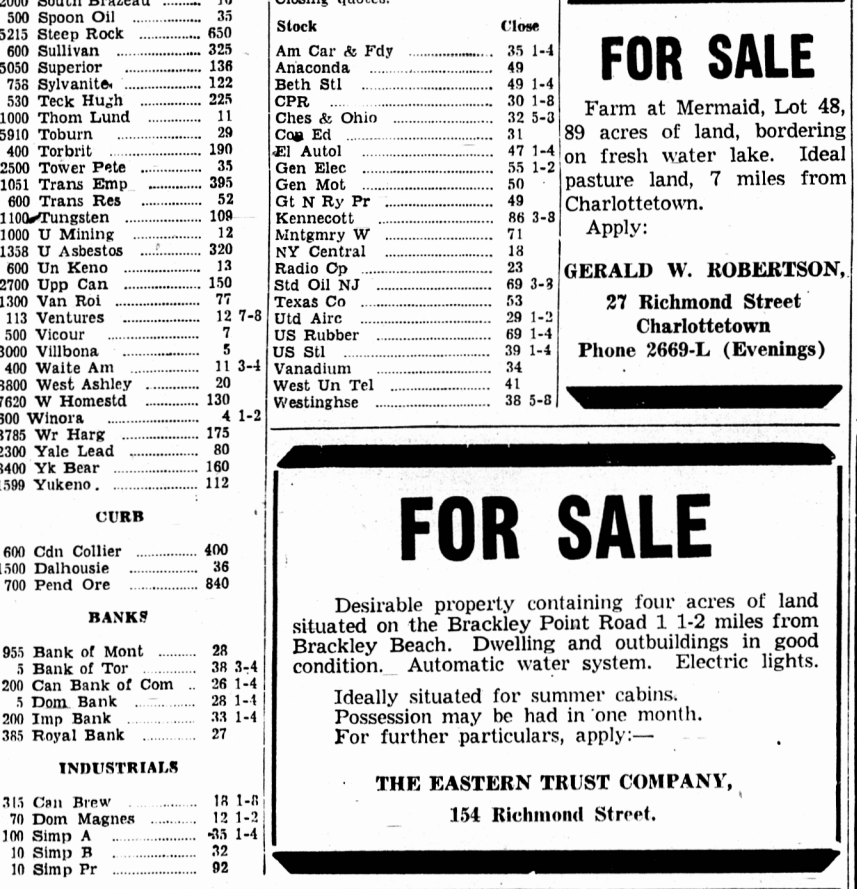 500 Spoon Oil 35
5215 Steep Rock 650
600 Sullivan 325
5050 Superior 136
758 Sylvanite 122
530 Teck Hugh 225
1000 Thom Lund 11
5910 Toburn 29
400 Torbrit 190
2500 Tower Pete 35
1051 Trans Emp 395
600 Trans Res 52
1100 Tungsten 109
1000 U Mining 12
1358 U Asbestos 320
600 Un Keno 13
2700 Upp Can 150
1300 Van Roi 77
113 Ventures 12 7-8
500 Vicour 7
3000 Villbona 5
400 Waite Am 11 3-4
3800 West Ashley 20
7620 W Homestd 130
500 Winora 4 1-2
3785 Wr Harg 175
2300 Yale Lead 80
3400 Yk Bear 160
1599 Yukeno. 112
CURB
600 Cdn Collier 400
1500 Dalhousie 36
700 Pend Ore 840
BANKS
955 Bank of Mont 28
5 Bank of Tor 38 3-4
200 Can Bank of Com 26 1-4
5 Dom Bank 28 1-4
200 Imp Bank 33 1-4
385 Royal Bank 27
INDUSTRIALS
315 Can Brew 18 1-8
70 Dom Magnes 12 1-2
100 Simp A 35 1-4
10 Simp B 32
10 Simp Pr 92
Closing quotes.
Stock Close
Am Car & Fdy 35 1-4
Anaconda 49
Beth Stl 49 1-4
CPR 30 1-8
Ches & Ohio 32 5-8
Con Ed 31
El Autol 47 1-4
Gen Elec 55 1-2
Gen Mot 50
Gt N Ry Pr 49
Kennecott 86 3-8
Mntgmry W 71
NY Central 18
Radio Cp 23
Std Oil NJ 69 3-8
Texas Co 53
Utd Airc 29 1-2
US Rubber 69 1-4
US Stl 39 1-4
Vanadium 34
West Un Tel 41
Westinghse 38 5-8
FOR SALE
Farm at Mermaid, Lot 48,
89 acres of land, bordering
on fresh water lake. Ideal
pasture land, 7 miles from
Charlottetown.
Apply:
GERALD W. ROBERTSON,
27 Richmond Street
Charlottetown
Phone 2669-L (Evenings)
FOR SALE
Desirable property containing four acres of land
situated on the Brackley Point Road 1 1-2 miles from
Brackley Beach. Dwelling and outbuildings in good
condition. Automatic water system. Electric lights.
Ideally situated for summer cabins.
Possession may be had in one month.
For further particulars, apply:—
THE EASTERN TRUST COMPANY,
154 Richmond Street.